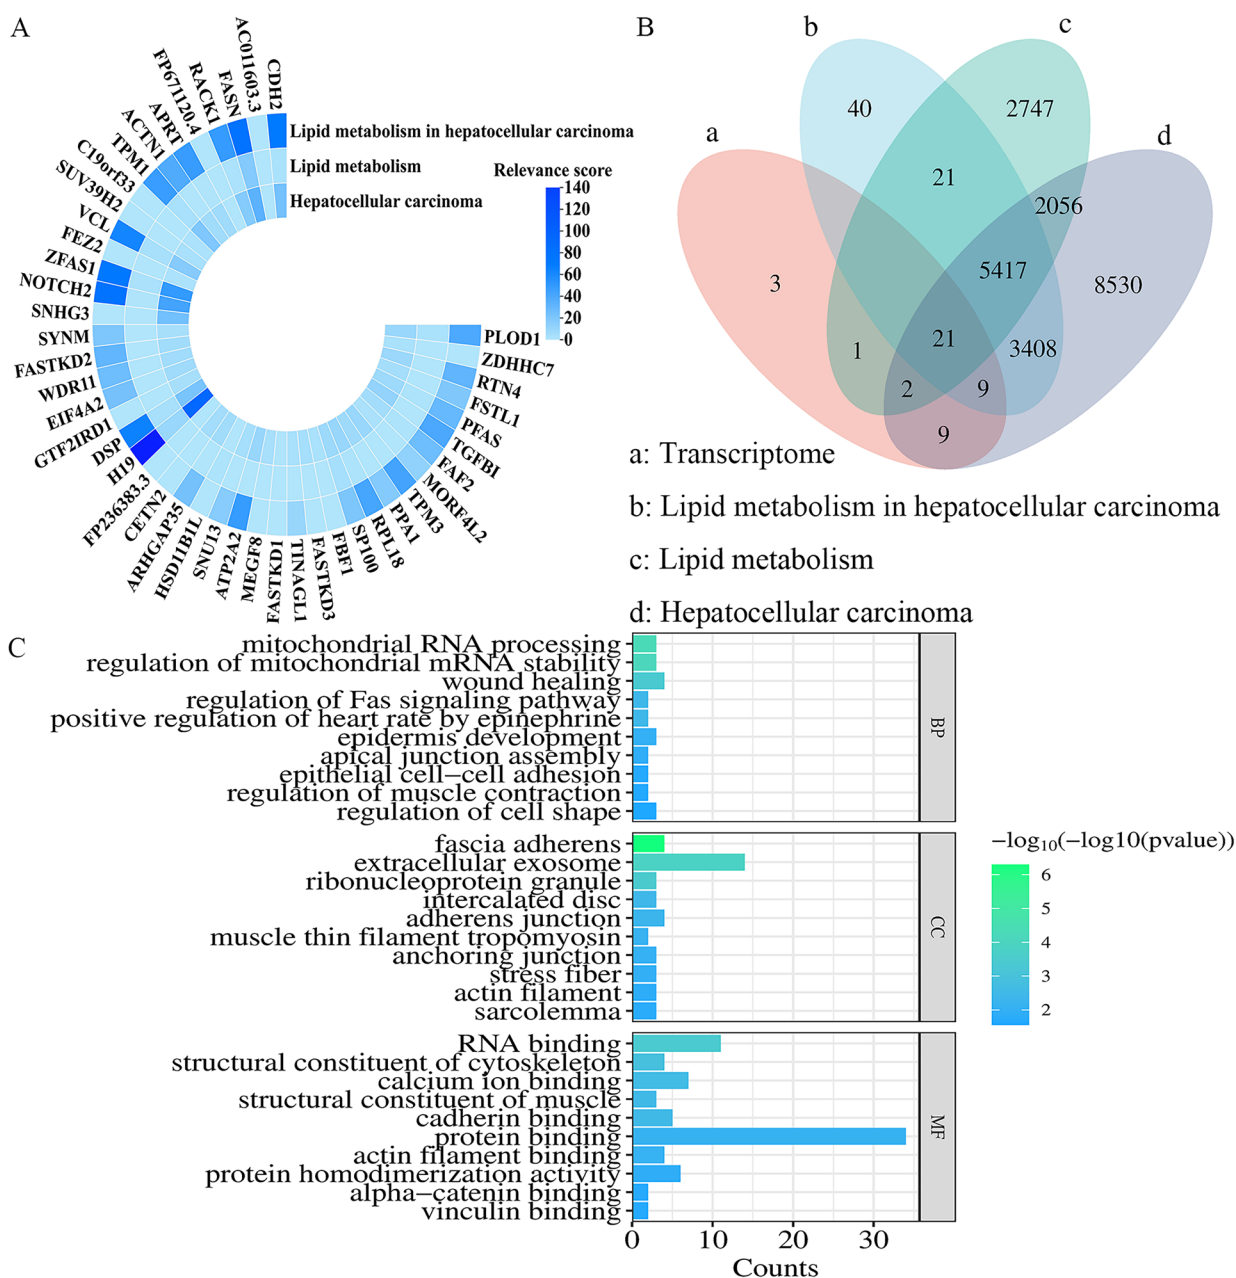 A
CDH2
AC011603.3
FASN
RACK1
FP671120.4
APRT
ACTN1
TPM1
C19orf33
SUV39H2
VCL
FEZ2
ZFAS1
NOTCH2
SNHG3
SYNM
FASTKD2
WDR11
EIF4A2
GTF2IRD1
DSP
H19
FP236383.3
CETN2
ARHGAP35
HSD11B1L
SNU13
ATP2A2
MEGF8
FASTKD1
TINAGL1
FASTKD3
FBF1
SP100
RPL18
PPA1
TPM3
MORF4L2
FAF2
TGFBI
PFAS
FSTL1
RTN4
ZDHHC7
PLOD1
Lipid metabolism in hepatocellular carcinoma
Lipid metabolism
Hepatocellular carcinoma
Relevance score
140
120
100
80
60
40
20
0
B
a
b
c
d
40
2747
21
2056
3
5417
8530
21
1
3408
2
9
9
a: Transcriptome
b: Lipid metabolism in hepatocellular carcinoma
c: Lipid metabolism
d: Hepatocellular carcinoma
C
mitochondrial RNA processing
regulation of mitochondrial mRNA stability
wound healing
regulation of Fas signaling pathway
positive regulation of heart rate by epinephrine
epidermis development
apical junction assembly
epithelial cell−cell adhesion
regulation of muscle contraction
regulation of cell shape
BP
fascia adherens
extracellular exosome
ribonucleoprotein granule
intercalated disc
adherens junction
muscle thin filament tropomyosin
anchoring junction
stress fiber
actin filament
sarcolemma
CC
RNA binding
structural constituent of cytoskeleton
calcium ion binding
structural constituent of muscle
cadherin binding
protein binding
actin filament binding
protein homodimerization activity
alpha−catenin binding
vinculin binding
MF
0 10 20 30
Counts
−log10(−log10(pvalue))
6
5
4
3
2